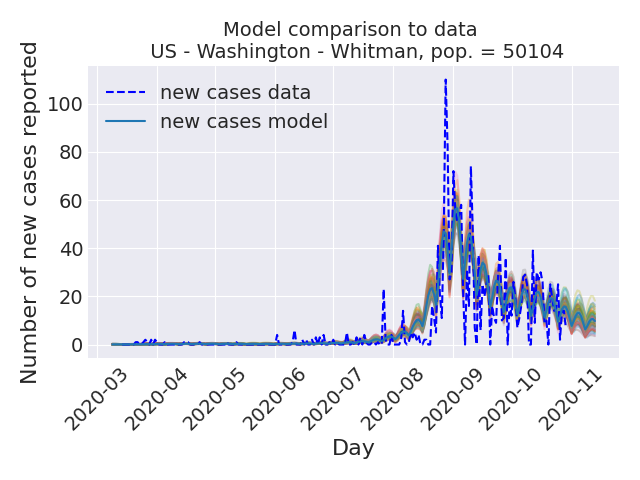 Model comparison to data
US - Washington - Whitman, pop. = 50104
Number of new cases reported
100
80
60
40
20
0
new cases data
new cases model
2020-03
2020-04
2020-05
2020-06
2020-07
2020-08
2020-09
2020-10
2020-11
Day